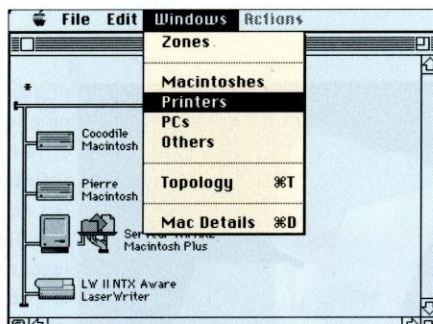 File Edit Windows Actions
Zones
Macintoshes
Printers
PCs
Others
Topology ⌘T
Mac Details ⌘D
*
Cocodile
Macintosh
Pierre
Macintosh
Macintosh Plus
LW II NTX Aware
LaserWriter